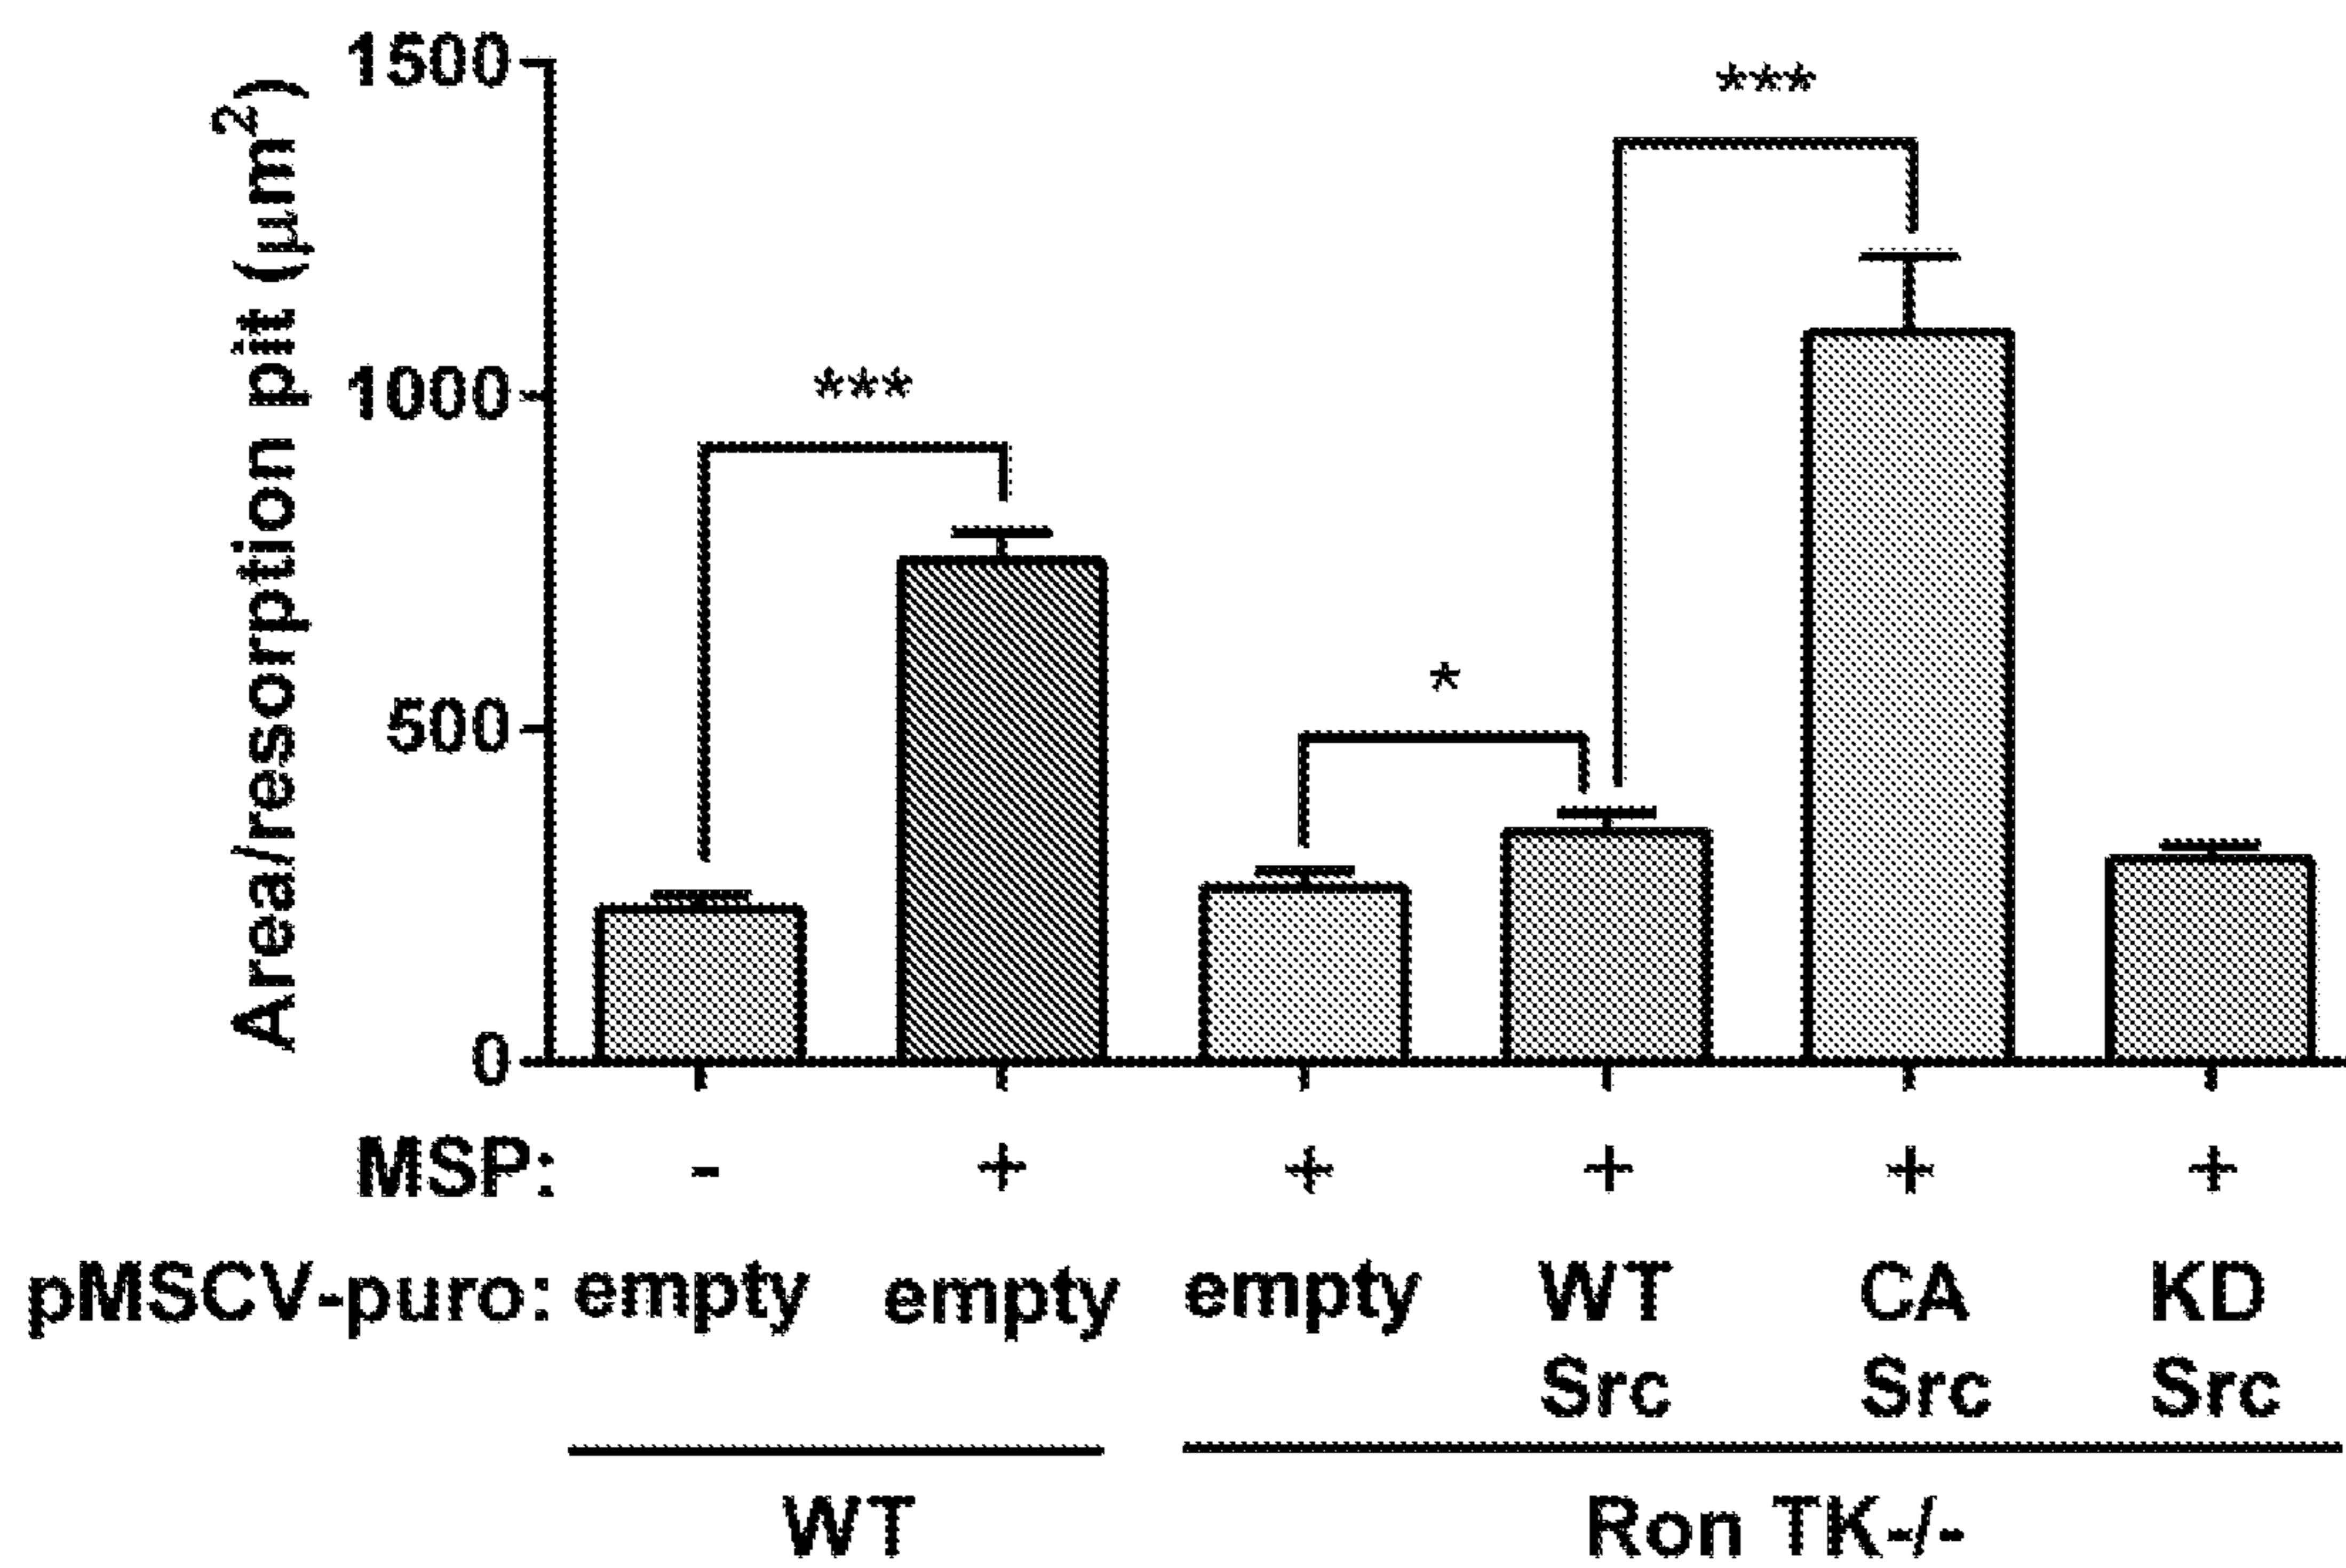 Area/resorption pit (µm²)
1500
1000
500
0
***
*
***
MSP: - + + + + +
pMSCV-puro: empty empty empty WT Src CA Src KD Src
WT
Ron TK-/-